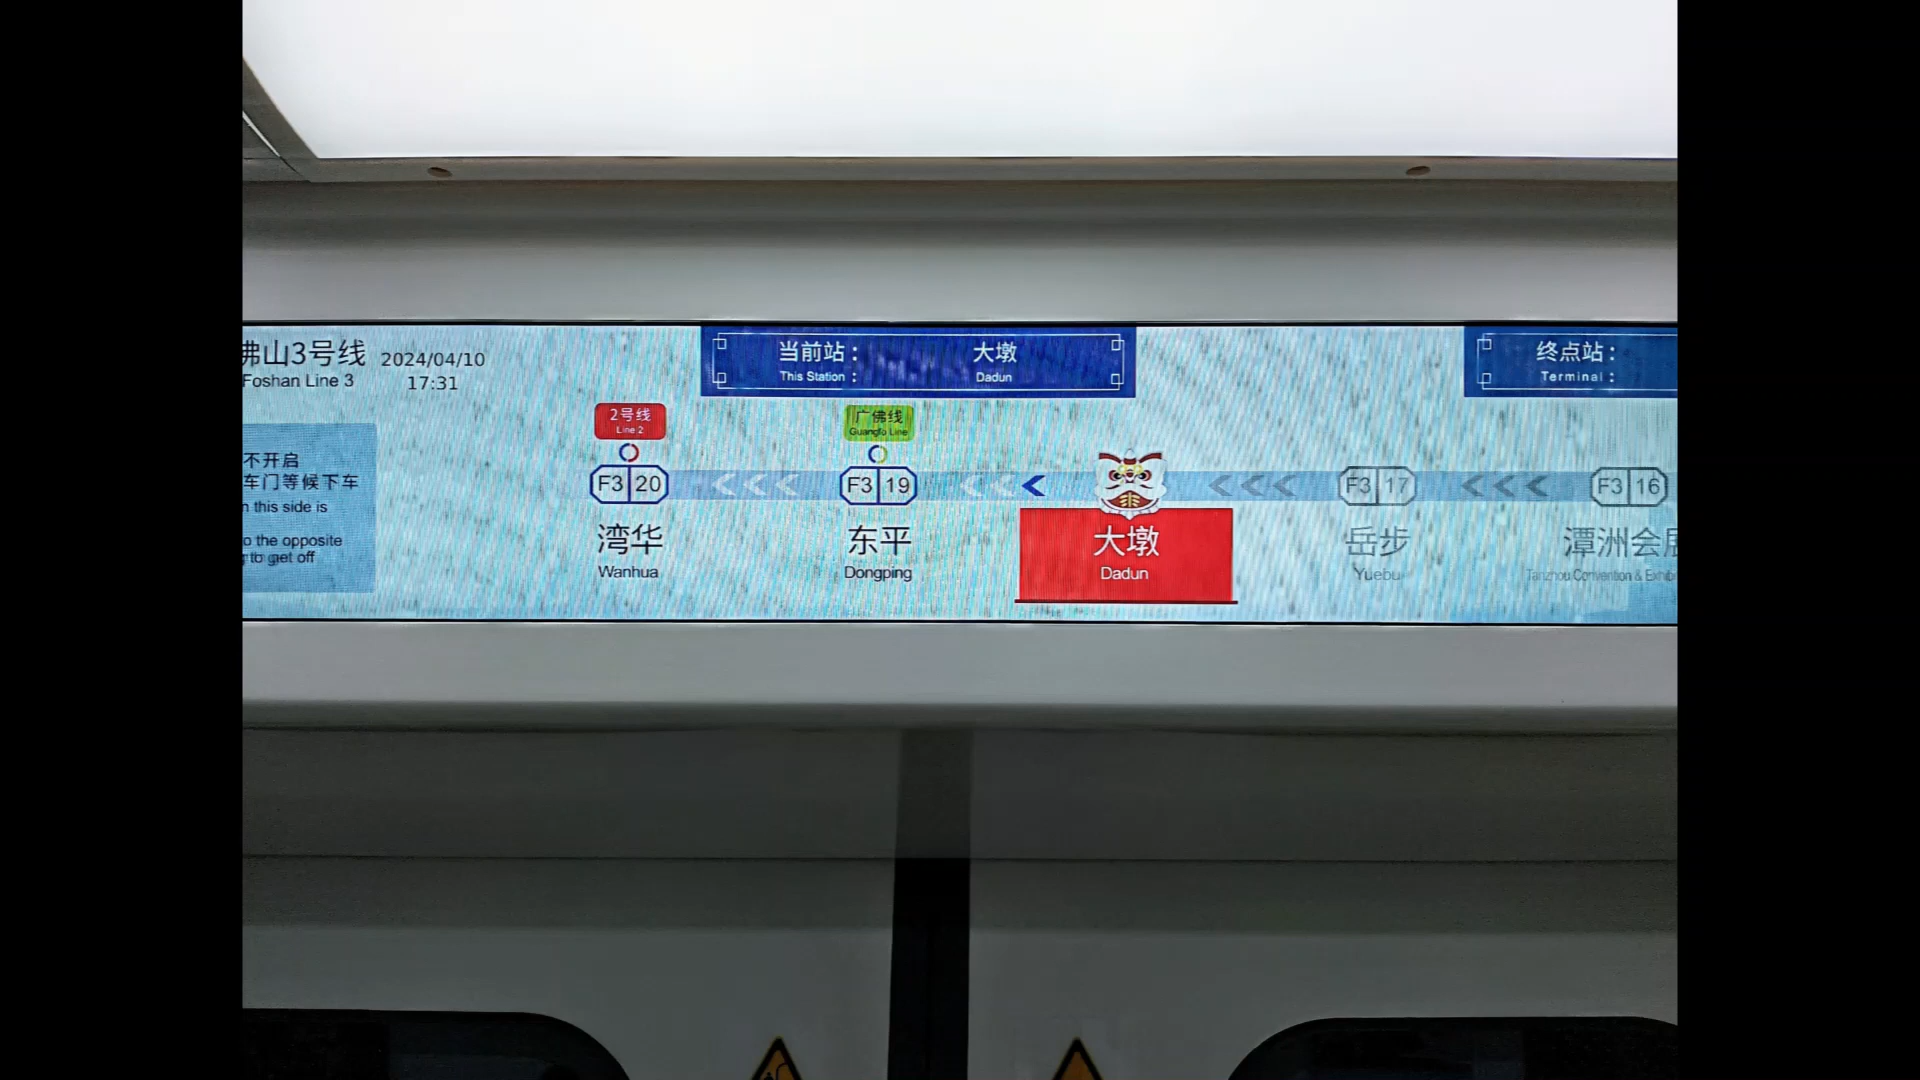 佛山3号线
Foshan Line 3
2024/04/10
17:31
当前站： 大墩
This Station： Dadun
终点站：
Terminal：
不开启
车门等候下车
this side is
the opposite
to get off
2号线
Line 2
广佛线
Guangfo Line
F3 20
F3 19
F3 17
F3 16
湾华
Wanhua
东平
Dongping
大墩
Dadun
岳步
Yuebu
潭洲会展
Tanzhou Convention &